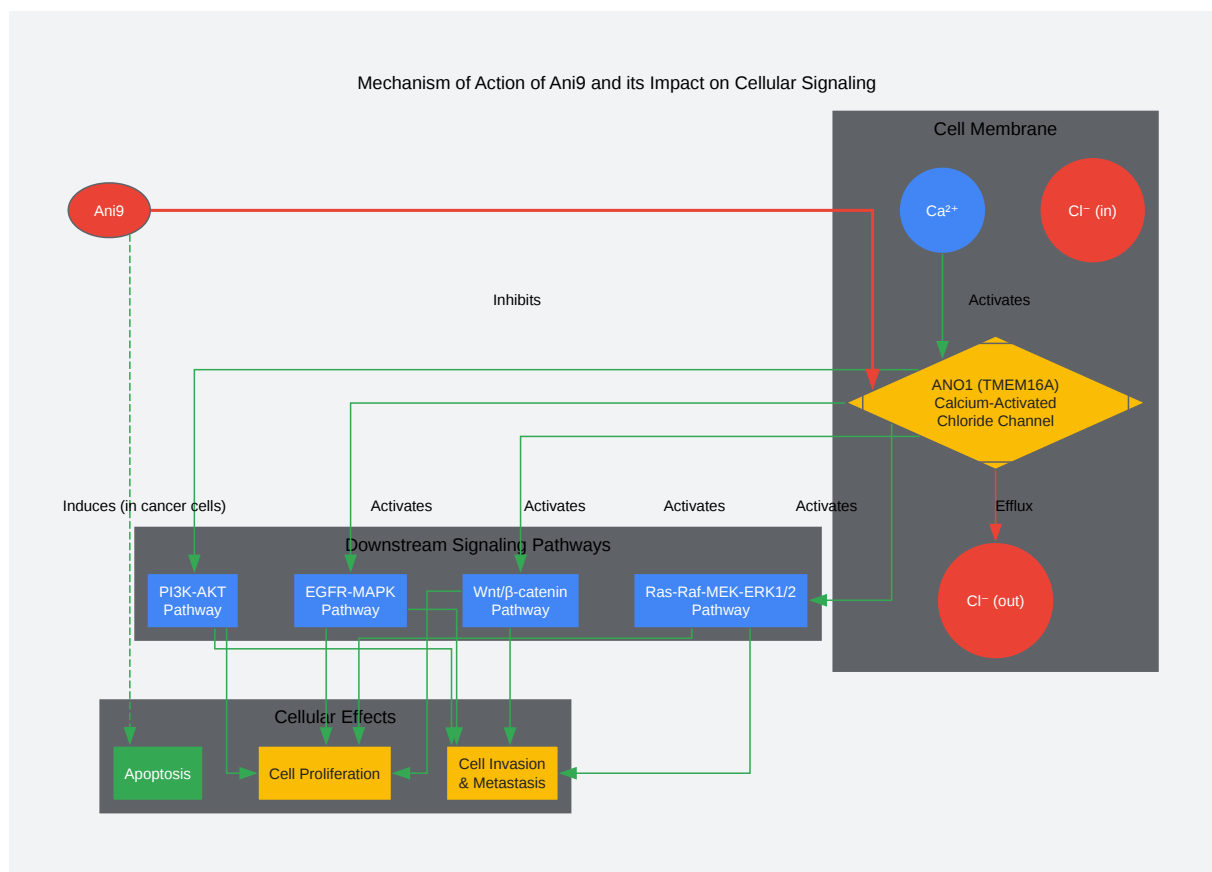 Mechanism of Action of Ani9 and its Impact on Cellular Signaling
Cell Membrane
Ani9
Ca²⁺
Cl⁻ (in)
Inhibits
Activates
ANO1 (TMEM16A)
Calcium-Activated
Chloride Channel
Induces (in cancer cells)
Activates
Activates
Activates
Activates
Efflux
Downstream Signaling Pathways
PI3K-AKT
Pathway
EGFR-MAPK
Pathway
Wnt/β-catenin
Pathway
Ras-Raf-MEK-ERK1/2
Pathway
Cl⁻ (out)
Cellular Effects
Apoptosis
Cell Proliferation
Cell Invasion
& Metastasis